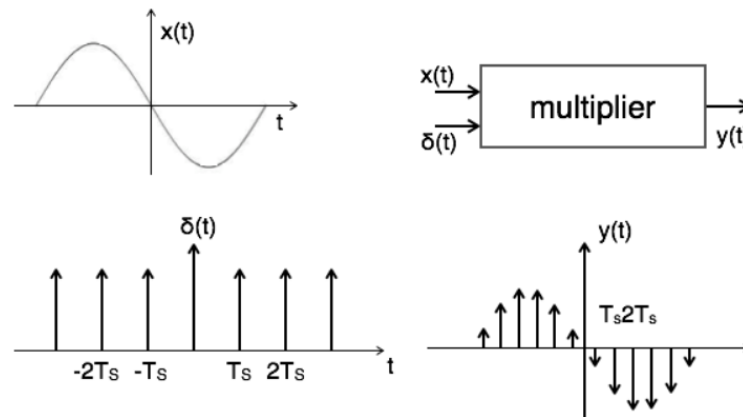 x(t)
t
x(t)
δ(t)
multiplier
y(t)
δ(t)
-2Ts -Ts Ts 2Ts t
y(t)
Ts2Ts